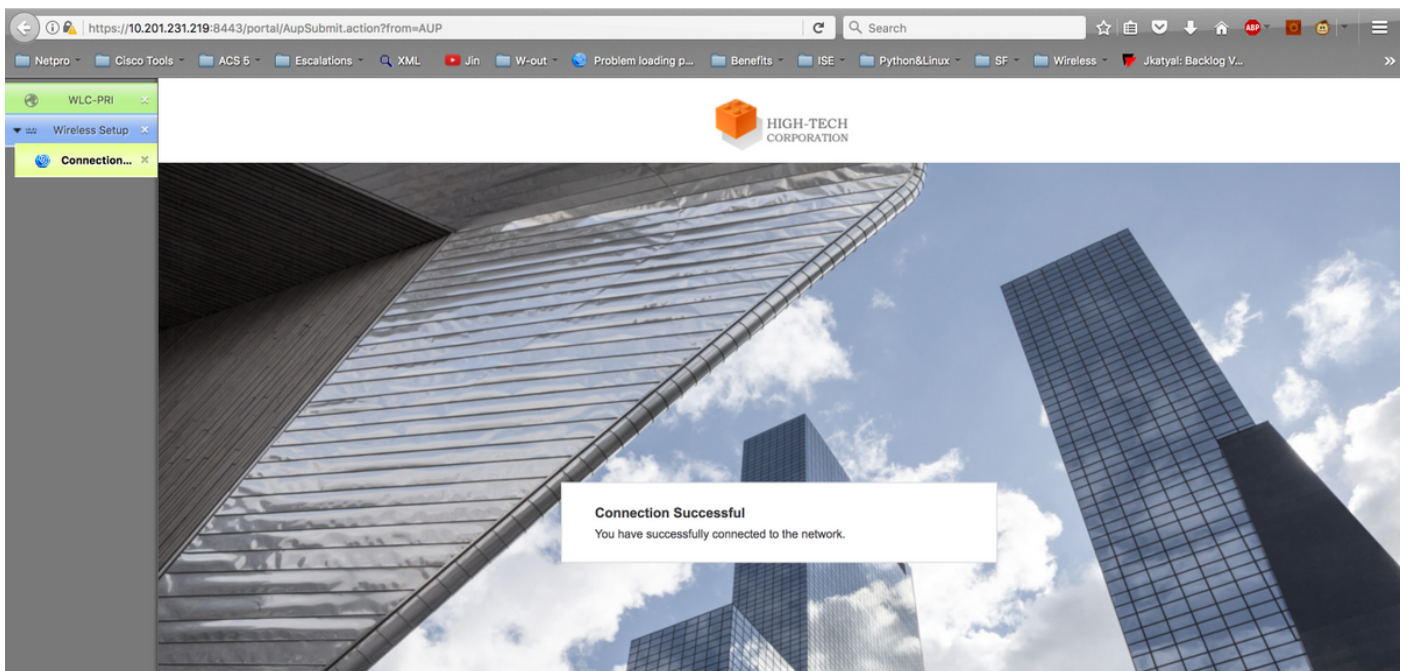 https://10.201.231.219:8443/portal/AupSubmit.action?from=AUP
Search
ABP
Netpro
Cisco Tools
ACS 5
Escalations
XML
Jin
W-out
Problem loading p...
Benefits
ISE
Python&Linux
SF
Wireless
Jkatyal: Backlog V...
WLC-PRI
Wireless Setup
Connection...
HIGH-TECH
CORPORATION
Connection Successful
You have successfully connected to the network.